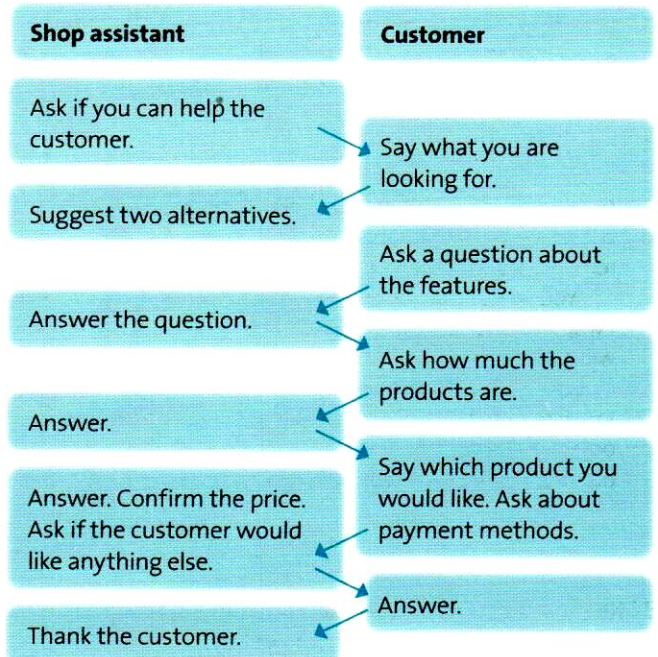 Shop assistant
Customer
Ask if you can help the
customer.
Say what you are
looking for.
Suggest two alternatives.
Ask a question about
the features.
Answer the question.
Ask how much the
products are.
Answer.
Say which product you
would like. Ask about
payment methods.
Answer. Confirm the price.
Ask if the customer would
like anything else.
Answer.
Thank the customer.